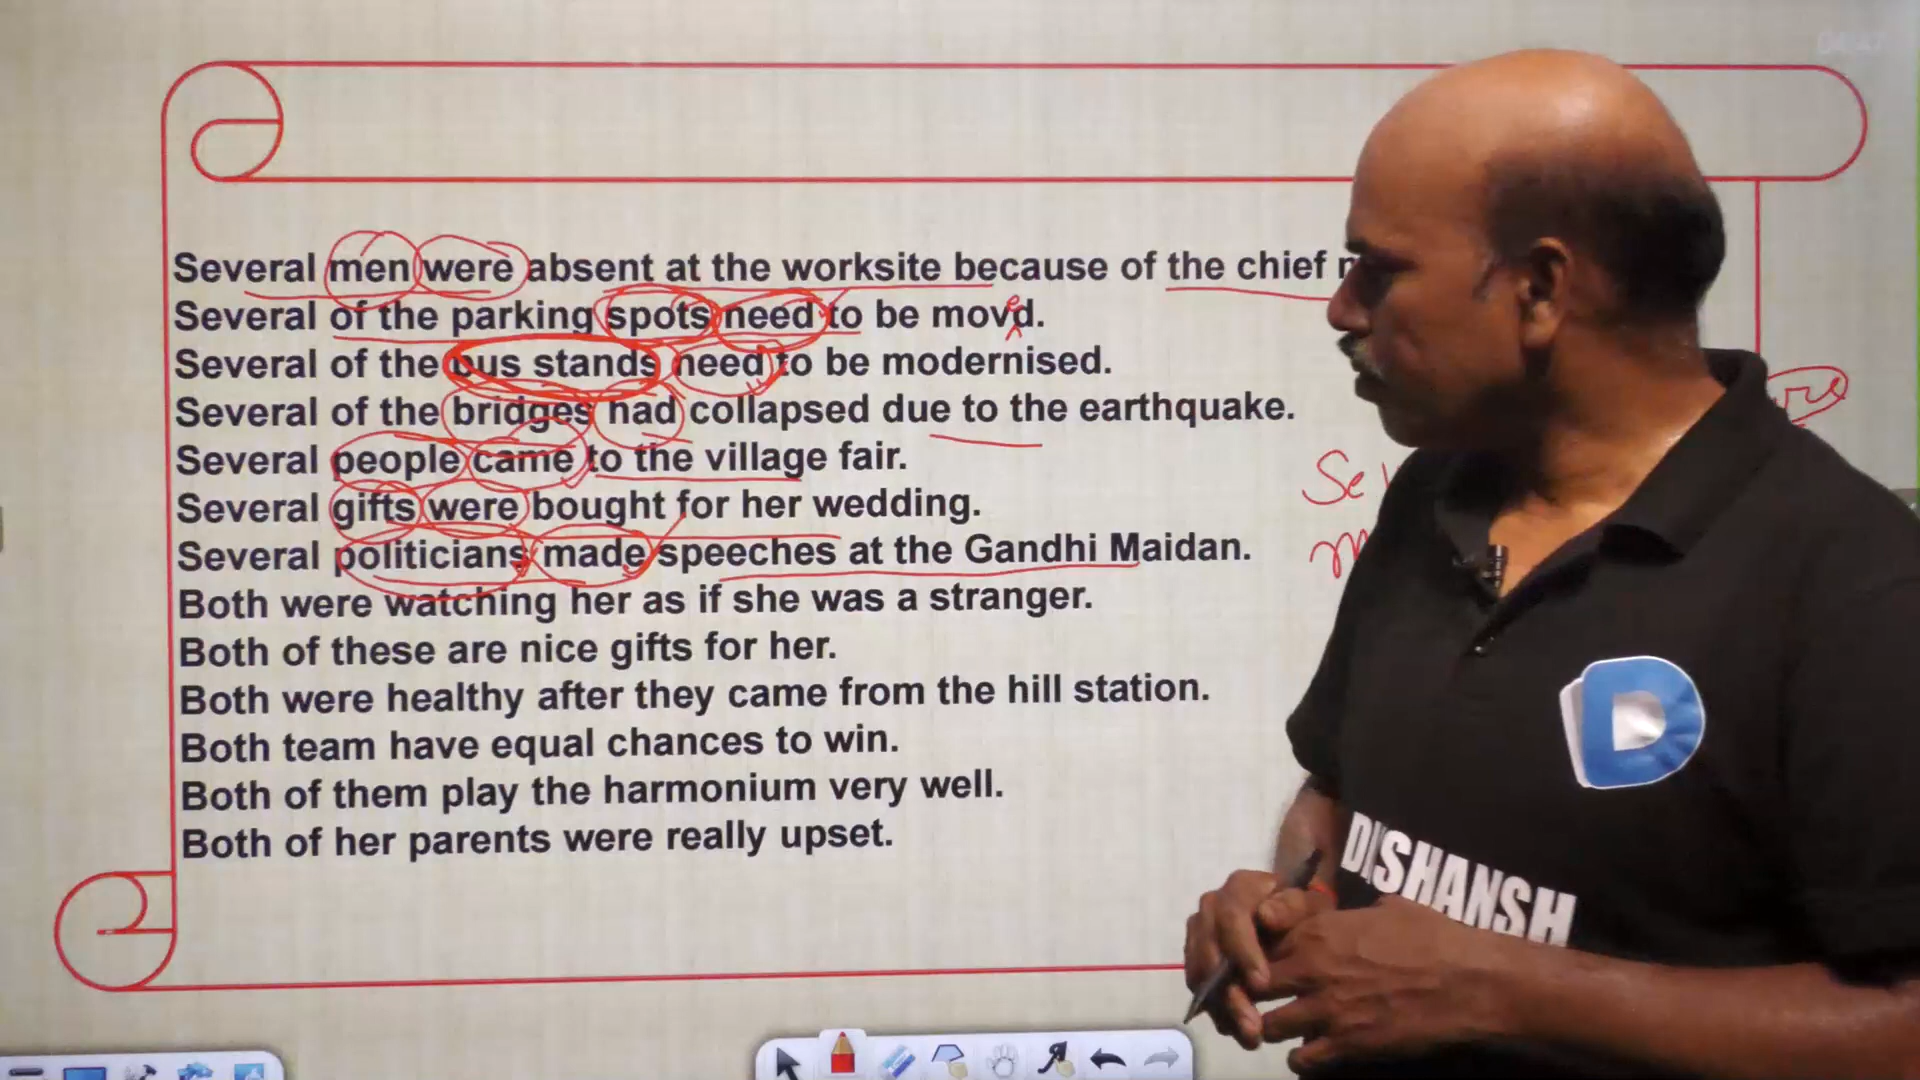 Several men were absent at the worksite because of the chief
Several of the parking spots need to be movd.
e
Several of the bus stands need to be modernised.
Several of the bridges had collapsed due to the earthquake.
Several people came to the village fair.
Several gifts were bought for her wedding.
Several politicians made speeches at the Gandhi Maidan.
Both were watching her as if she was a stranger.
Both of these are nice gifts for her.
Both were healthy after they came from the hill station.
Both team have equal chances to win.
Both of them play the harmonium very well.
Both of her parents were really upset.
Se
m
D
DIKSHANSH